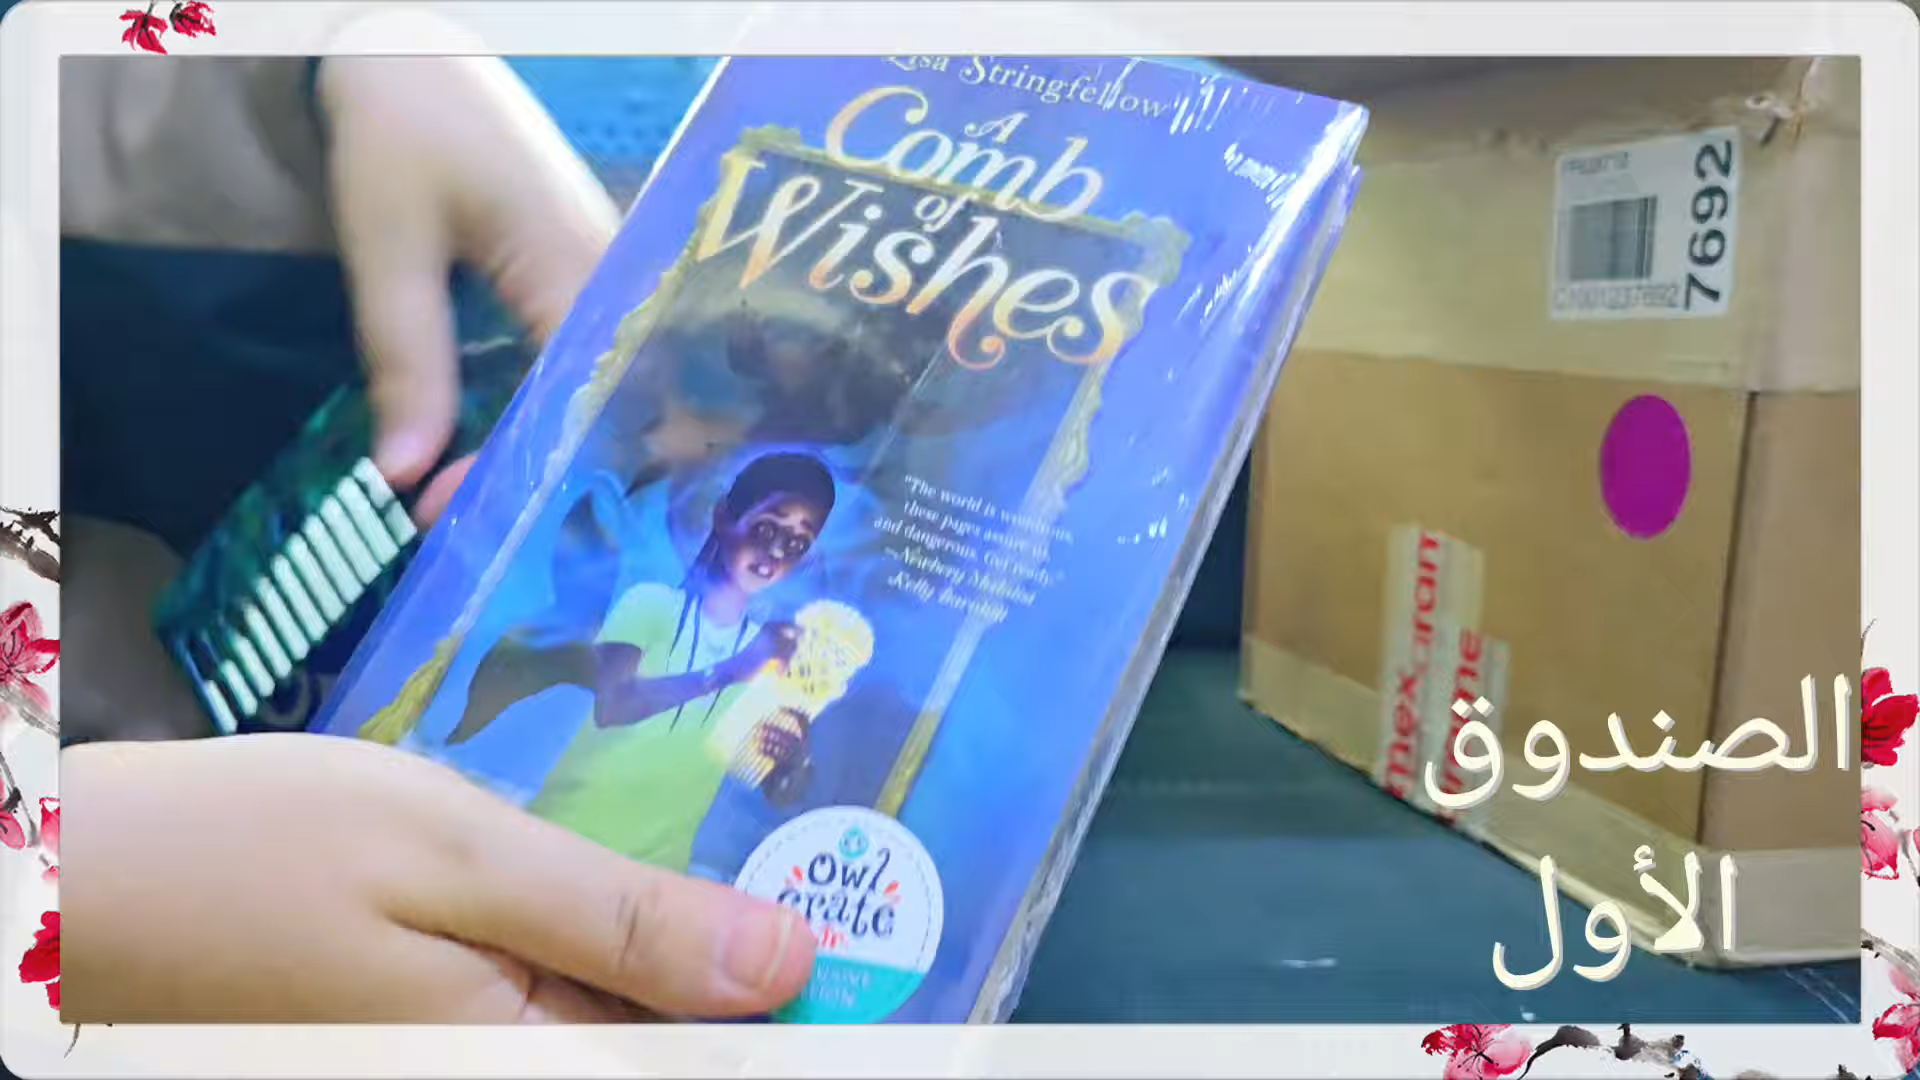 Lisa Stringfellow
A
Comb
of
Wishes
"The world is wondrous,
these pages assure us,
and dangerous. Get ready."
—Newbery Medalist
Kelly Barnhill
Owl
crate
Jr.
7692
الصندوق
الأول